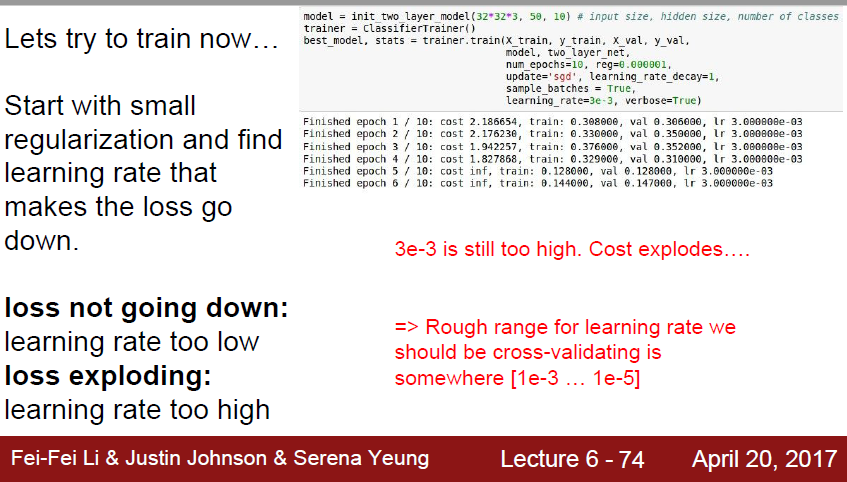 Lets try to train now…
Start with small
regularization and find
learning rate that
makes the loss go
down.
loss not going down:
learning rate too low
loss exploding:
learning rate too high
model = init_two_layer_model(32*32*3, 50, 10) # input size, hidden size, number of classes
trainer = ClassifierTrainer()
best_model, stats = trainer.train(X_train, y_train, X_val, y_val,
model, two_layer_net,
num_epochs=10, reg=0.000001,
update='sgd', learning_rate_decay=1,
sample_batches = True,
learning_rate=3e-3, verbose=True)
Finished epoch 1 / 10: cost 2.186654, train: 0.308000, val 0.306000, lr 3.000000e-03
Finished epoch 2 / 10: cost 2.176230, train: 0.330000, val 0.350000, lr 3.000000e-03
Finished epoch 3 / 10: cost 1.942257, train: 0.376000, val 0.352000, lr 3.000000e-03
Finished epoch 4 / 10: cost 1.827868, train: 0.329000, val 0.310000, lr 3.000000e-03
Finished epoch 5 / 10: cost inf, train: 0.128000, val 0.128000, lr 3.000000e-03
Finished epoch 6 / 10: cost inf, train: 0.144000, val 0.147000, lr 3.000000e-03
3e-3 is still too high. Cost explodes….
=> Rough range for learning rate we
should be cross-validating is
somewhere [1e-3 … 1e-5]
Fei-Fei Li & Justin Johnson & Serena Yeung
Lecture 6 - 74
April 20, 2017